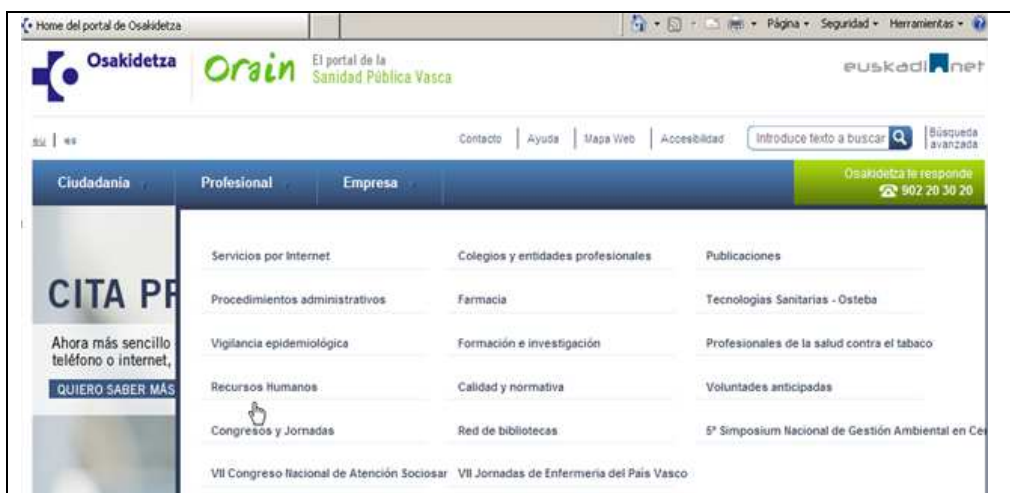 Home del portal de Osakidetza
Página Seguridad Herramientas
Osakidetza
Orain El portal de la
Sanidad Pública Vasca
euskadi net
eu | es
Contacto | Ayuda | Mapa Web | Accesibilidad
Introduce texto a buscar
Búsqueda
avanzada
Ciudadanía Profesional Empresa
Osakidetza le responde
902 20 30 20
CITA PR
Ahora más sencillo
teléfono o internet,
QUIERO SABER MÁS
Servicios por Internet Colegios y entidades profesionales Publicaciones
Procedimientos administrativos Farmacia Tecnologías Sanitarias - Osteba
Vigilancia epidemiológica Formación e investigación Profesionales de la salud contra el tabaco
Recursos Humanos Calidad y normativa Voluntades anticipadas
Congresos y Jornadas Red de bibliotecas 5º Simposium Nacional de Gestión Ambiental en Cen
VII Congreso Nacional de Atención Sociosar VII Jornadas de Enfermería del País Vasco